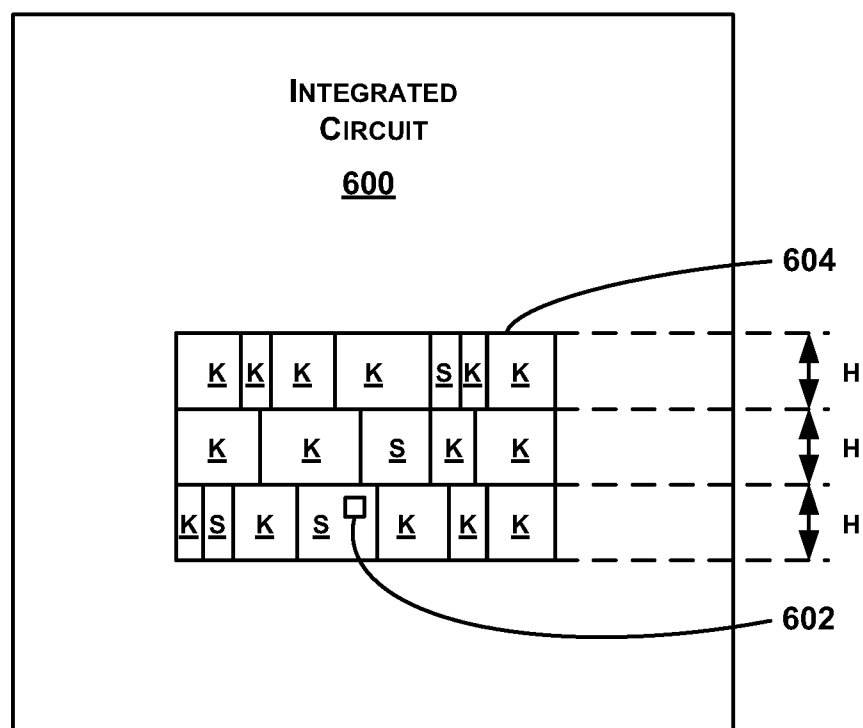 INTEGRATED
CIRCUIT
600
604
K K K K S K K H
K K S K K H
K S K S K K K H
602